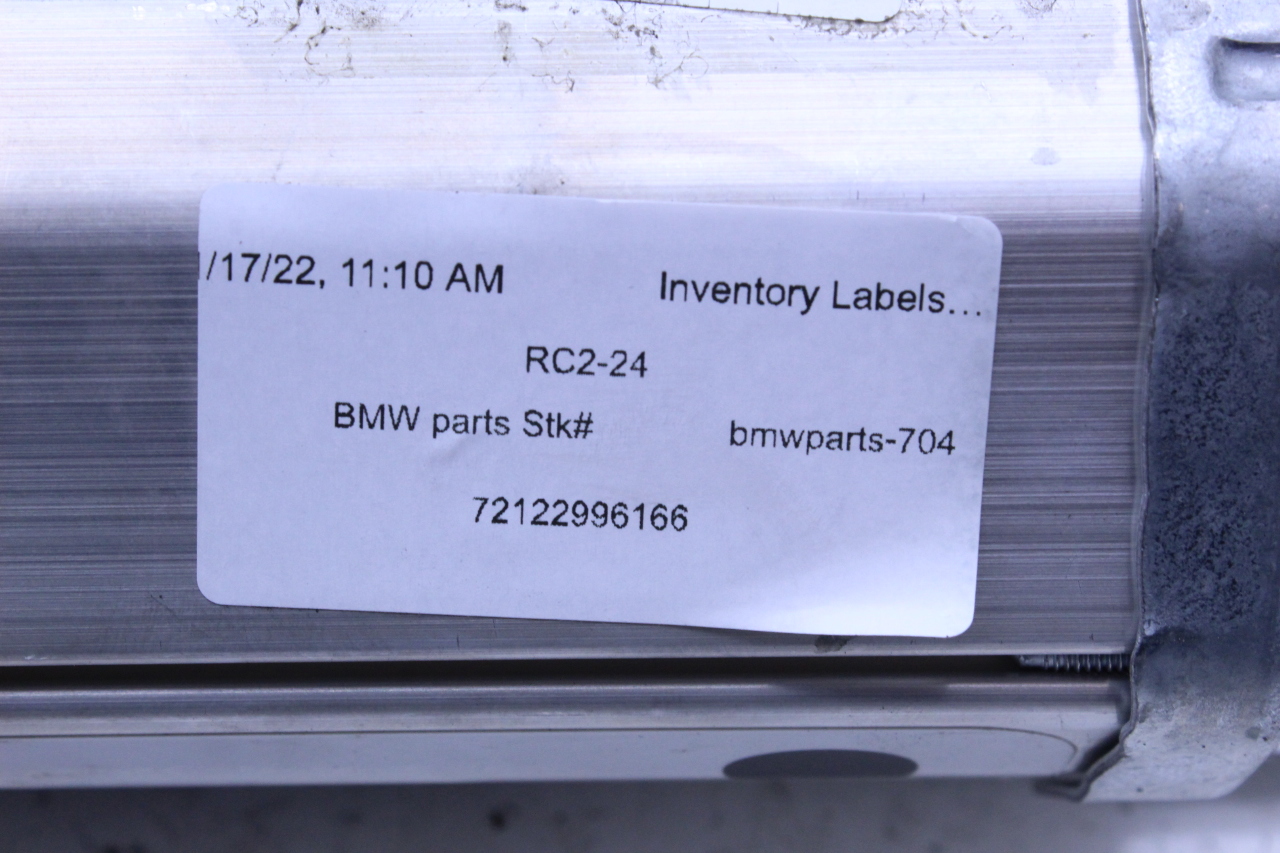 /17/22, 11:10 AM Inventory Labels...
RC2-24
BMW parts Stk# bmwparts-704
72122996166